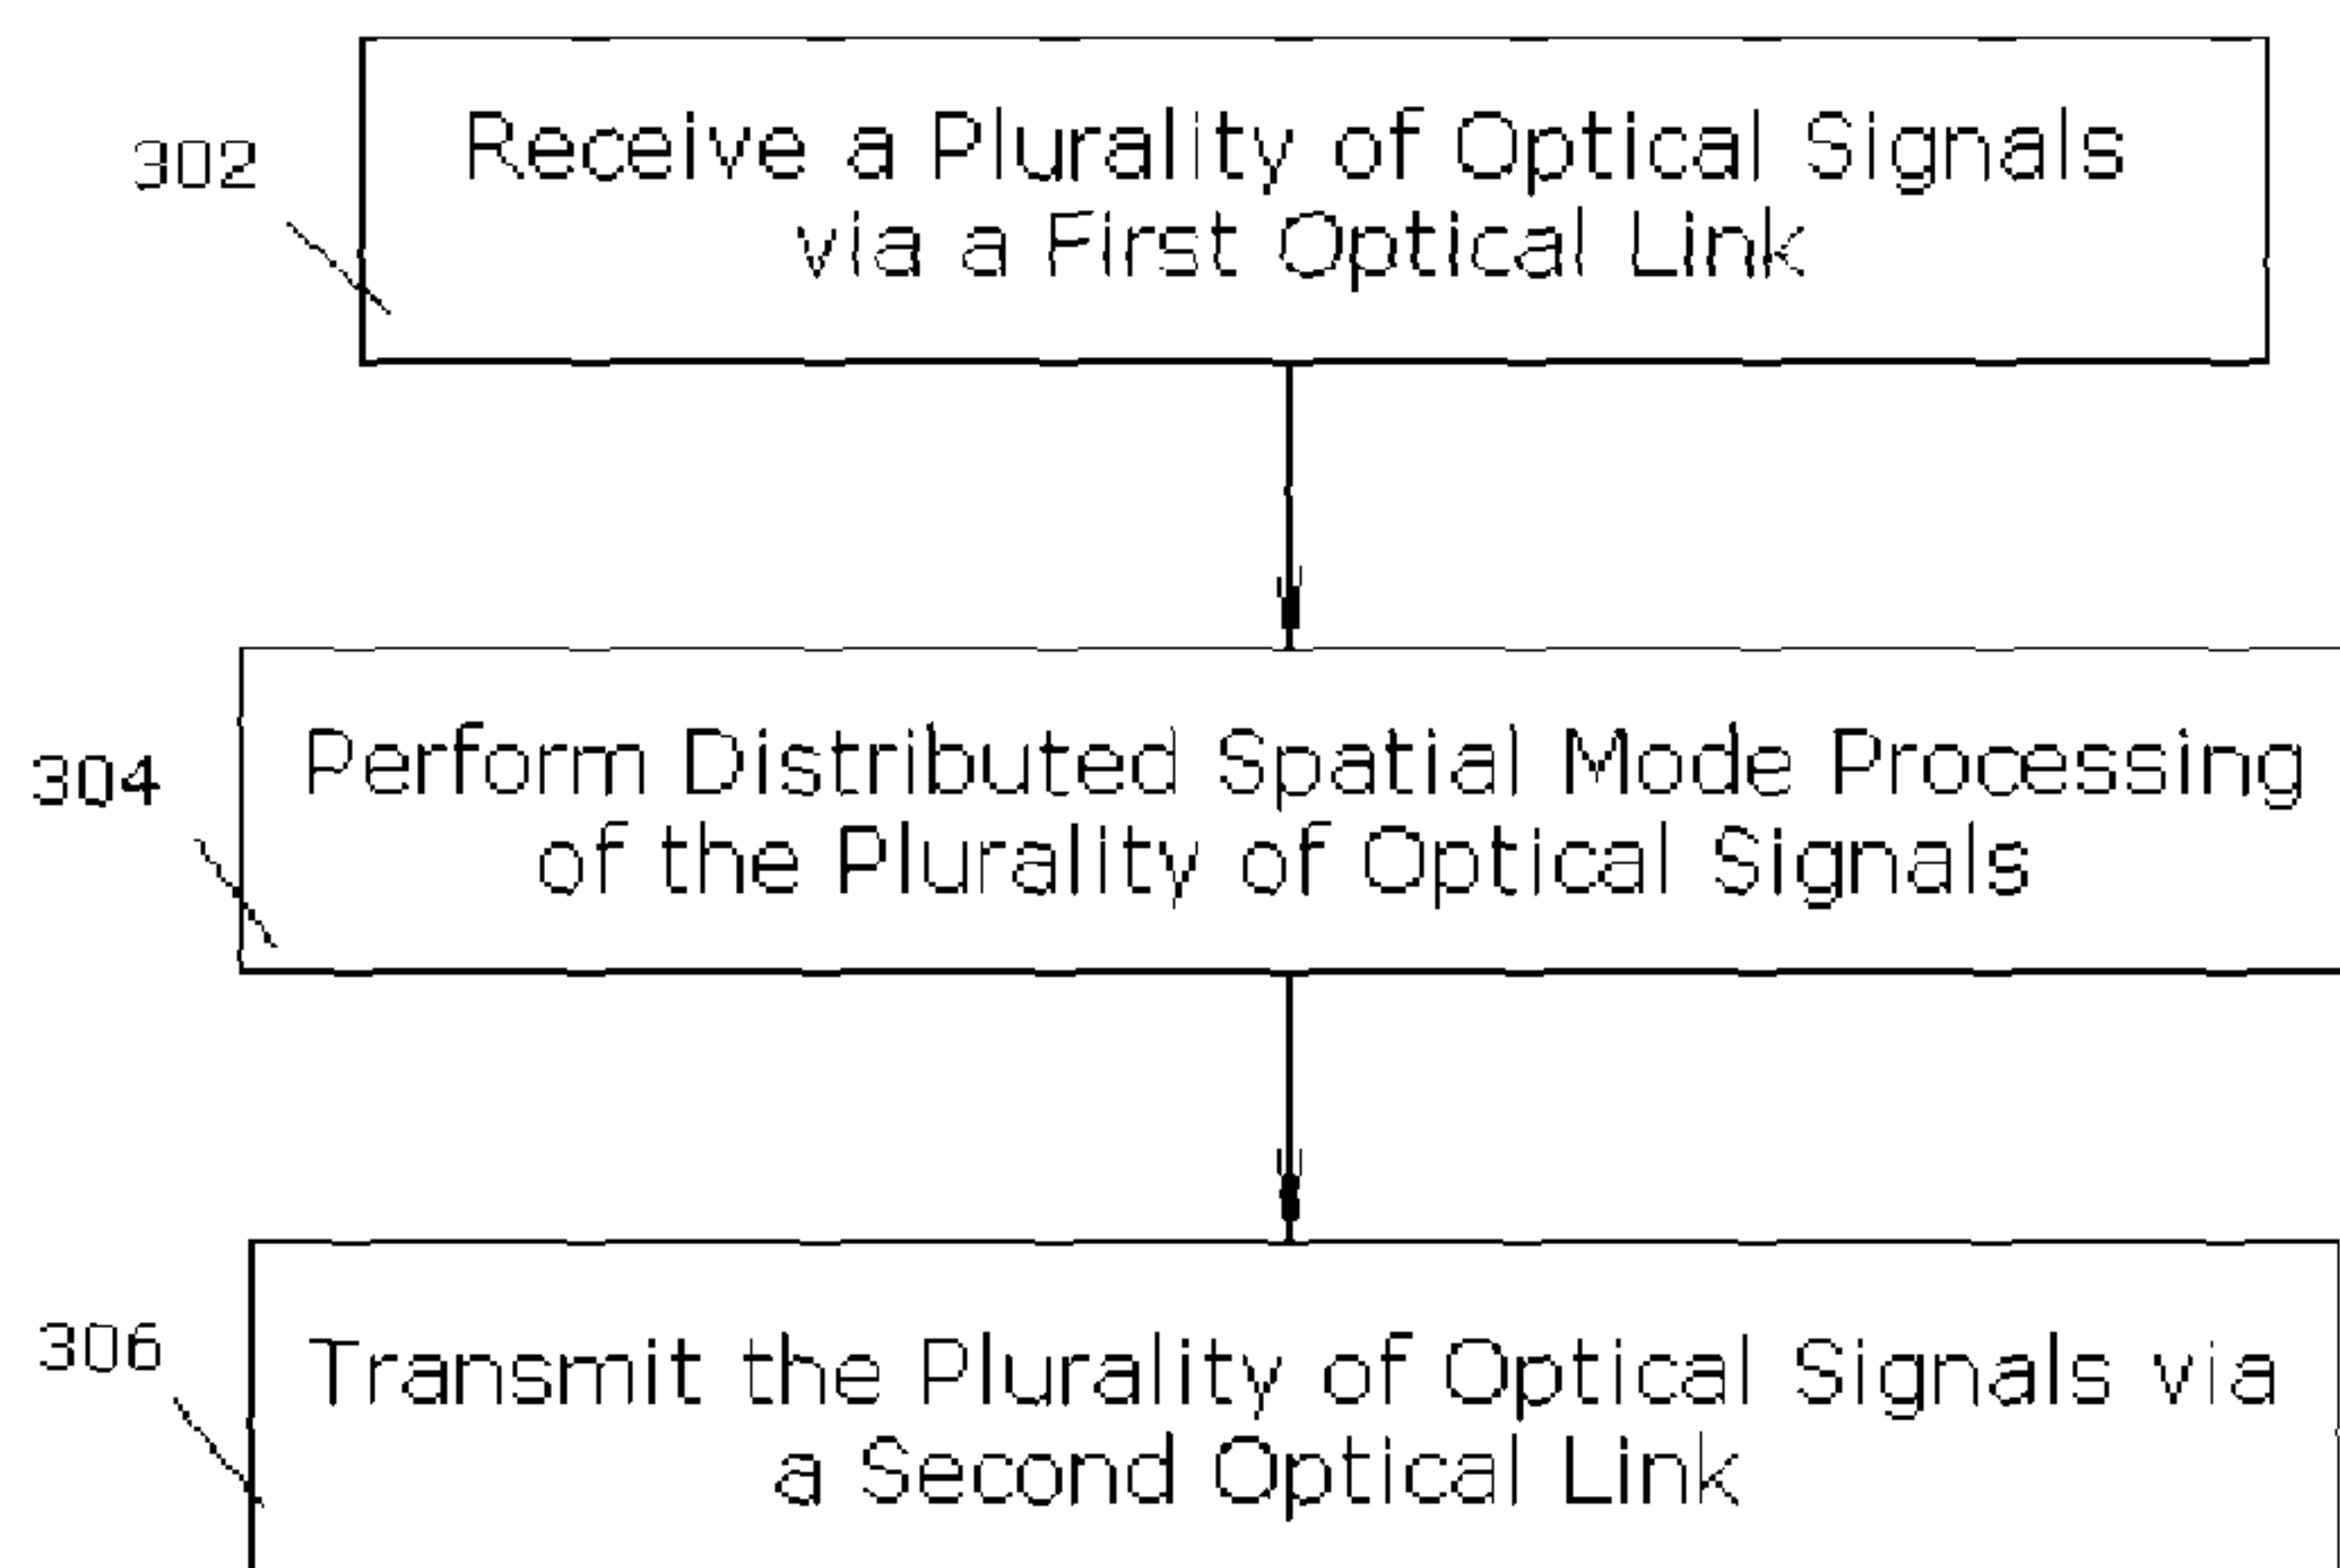 302
Receive a Plurality of Optical Signals
via a First Optical Link
304
Perform Distributed Spatial Mode Processing
of the Plurality of Optical Signals
306
Transmit the Plurality of Optical Signals via
a Second Optical Link